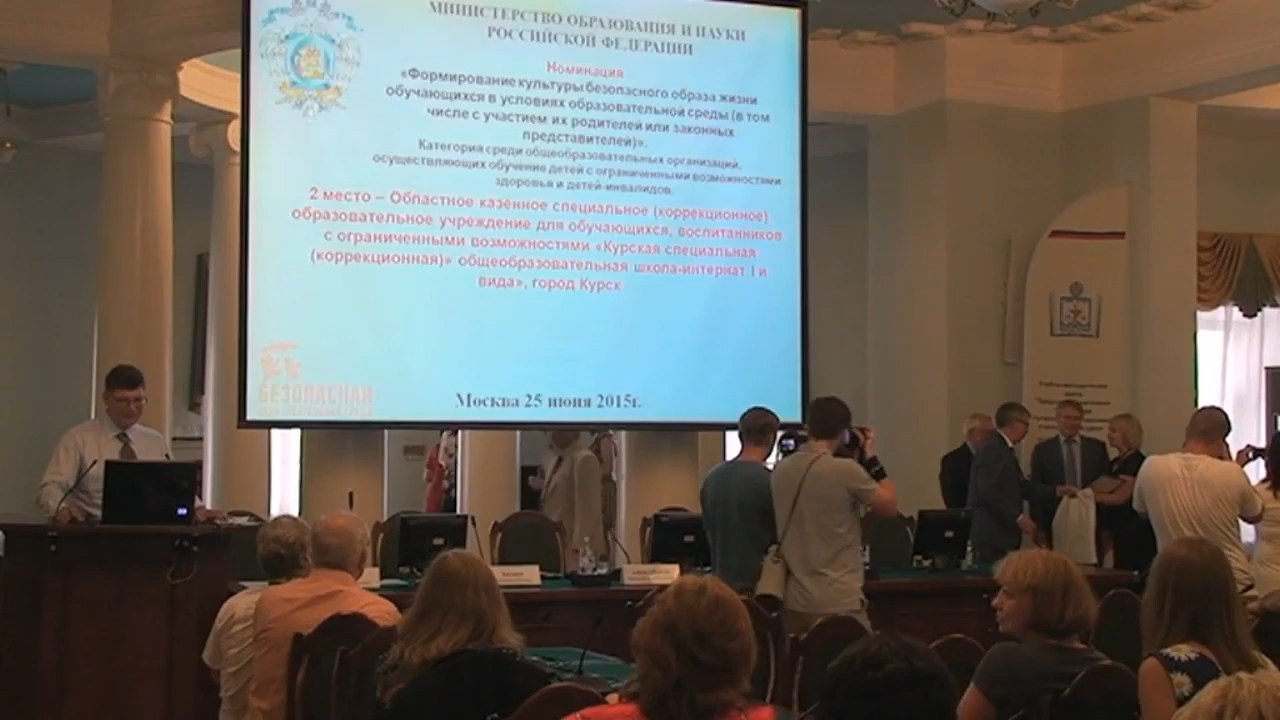 МИНИСТЕРСТВО ОБРАЗОВАНИЯ И НАУКИ
РОССИЙСКОЙ ФЕДЕРАЦИИ
Номинация
«Формирование культуры безопасного образа жизни
обучающихся в условиях образовательной среды (в том
числе с участием их родителей или законных
представителей)».
Категория среди общеобразовательных организаций,
осуществляющих обучение детей с ограниченными возможностями
здоровья и детей-инвалидов.
2 место – Областное казённое специальное (коррекционное)
образовательное учреждение для обучающихся, воспитанников
с ограниченными возможностями «Курская специальная
(коррекционная)» общеобразовательная школа-интернат I и
вида», город Курск
БЕЗОПАСНАЯ
Москва 25 июня 2015г.